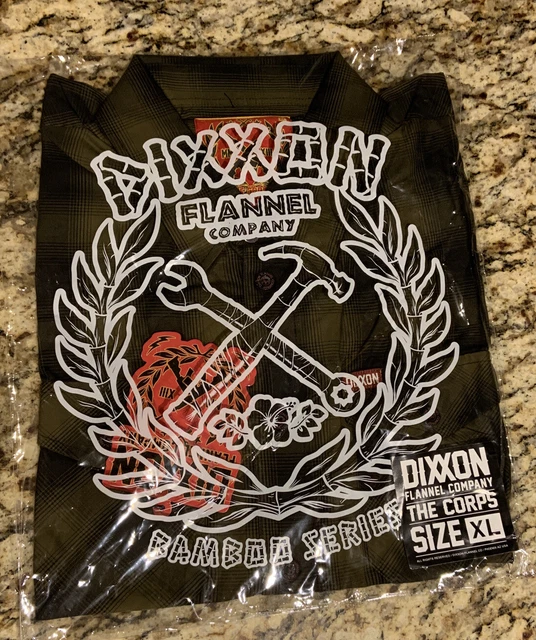 DIXXON
FLANNEL
COMPANY
DIXXON
BAMBOO SERIES
DIXXON
FLANNEL COMPANY
THE CORPS
SIZE XL